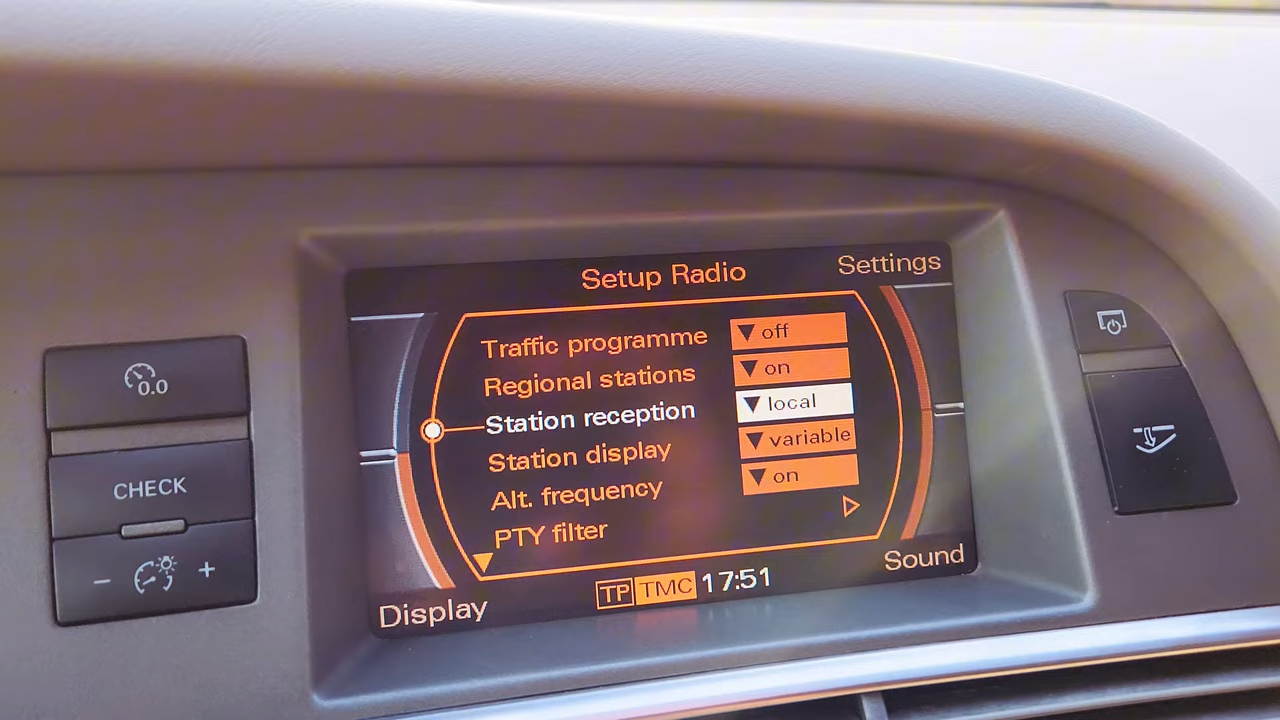 Setup Radio
Settings
Traffic programme ▼ off
Regional stations ▼ on
Station reception ▼ local
Station display ▼ variable
Alt. frequency ▼ on
PTY filter
Display
TP TMC 17:51
Sound
0.0
CHECK
− +